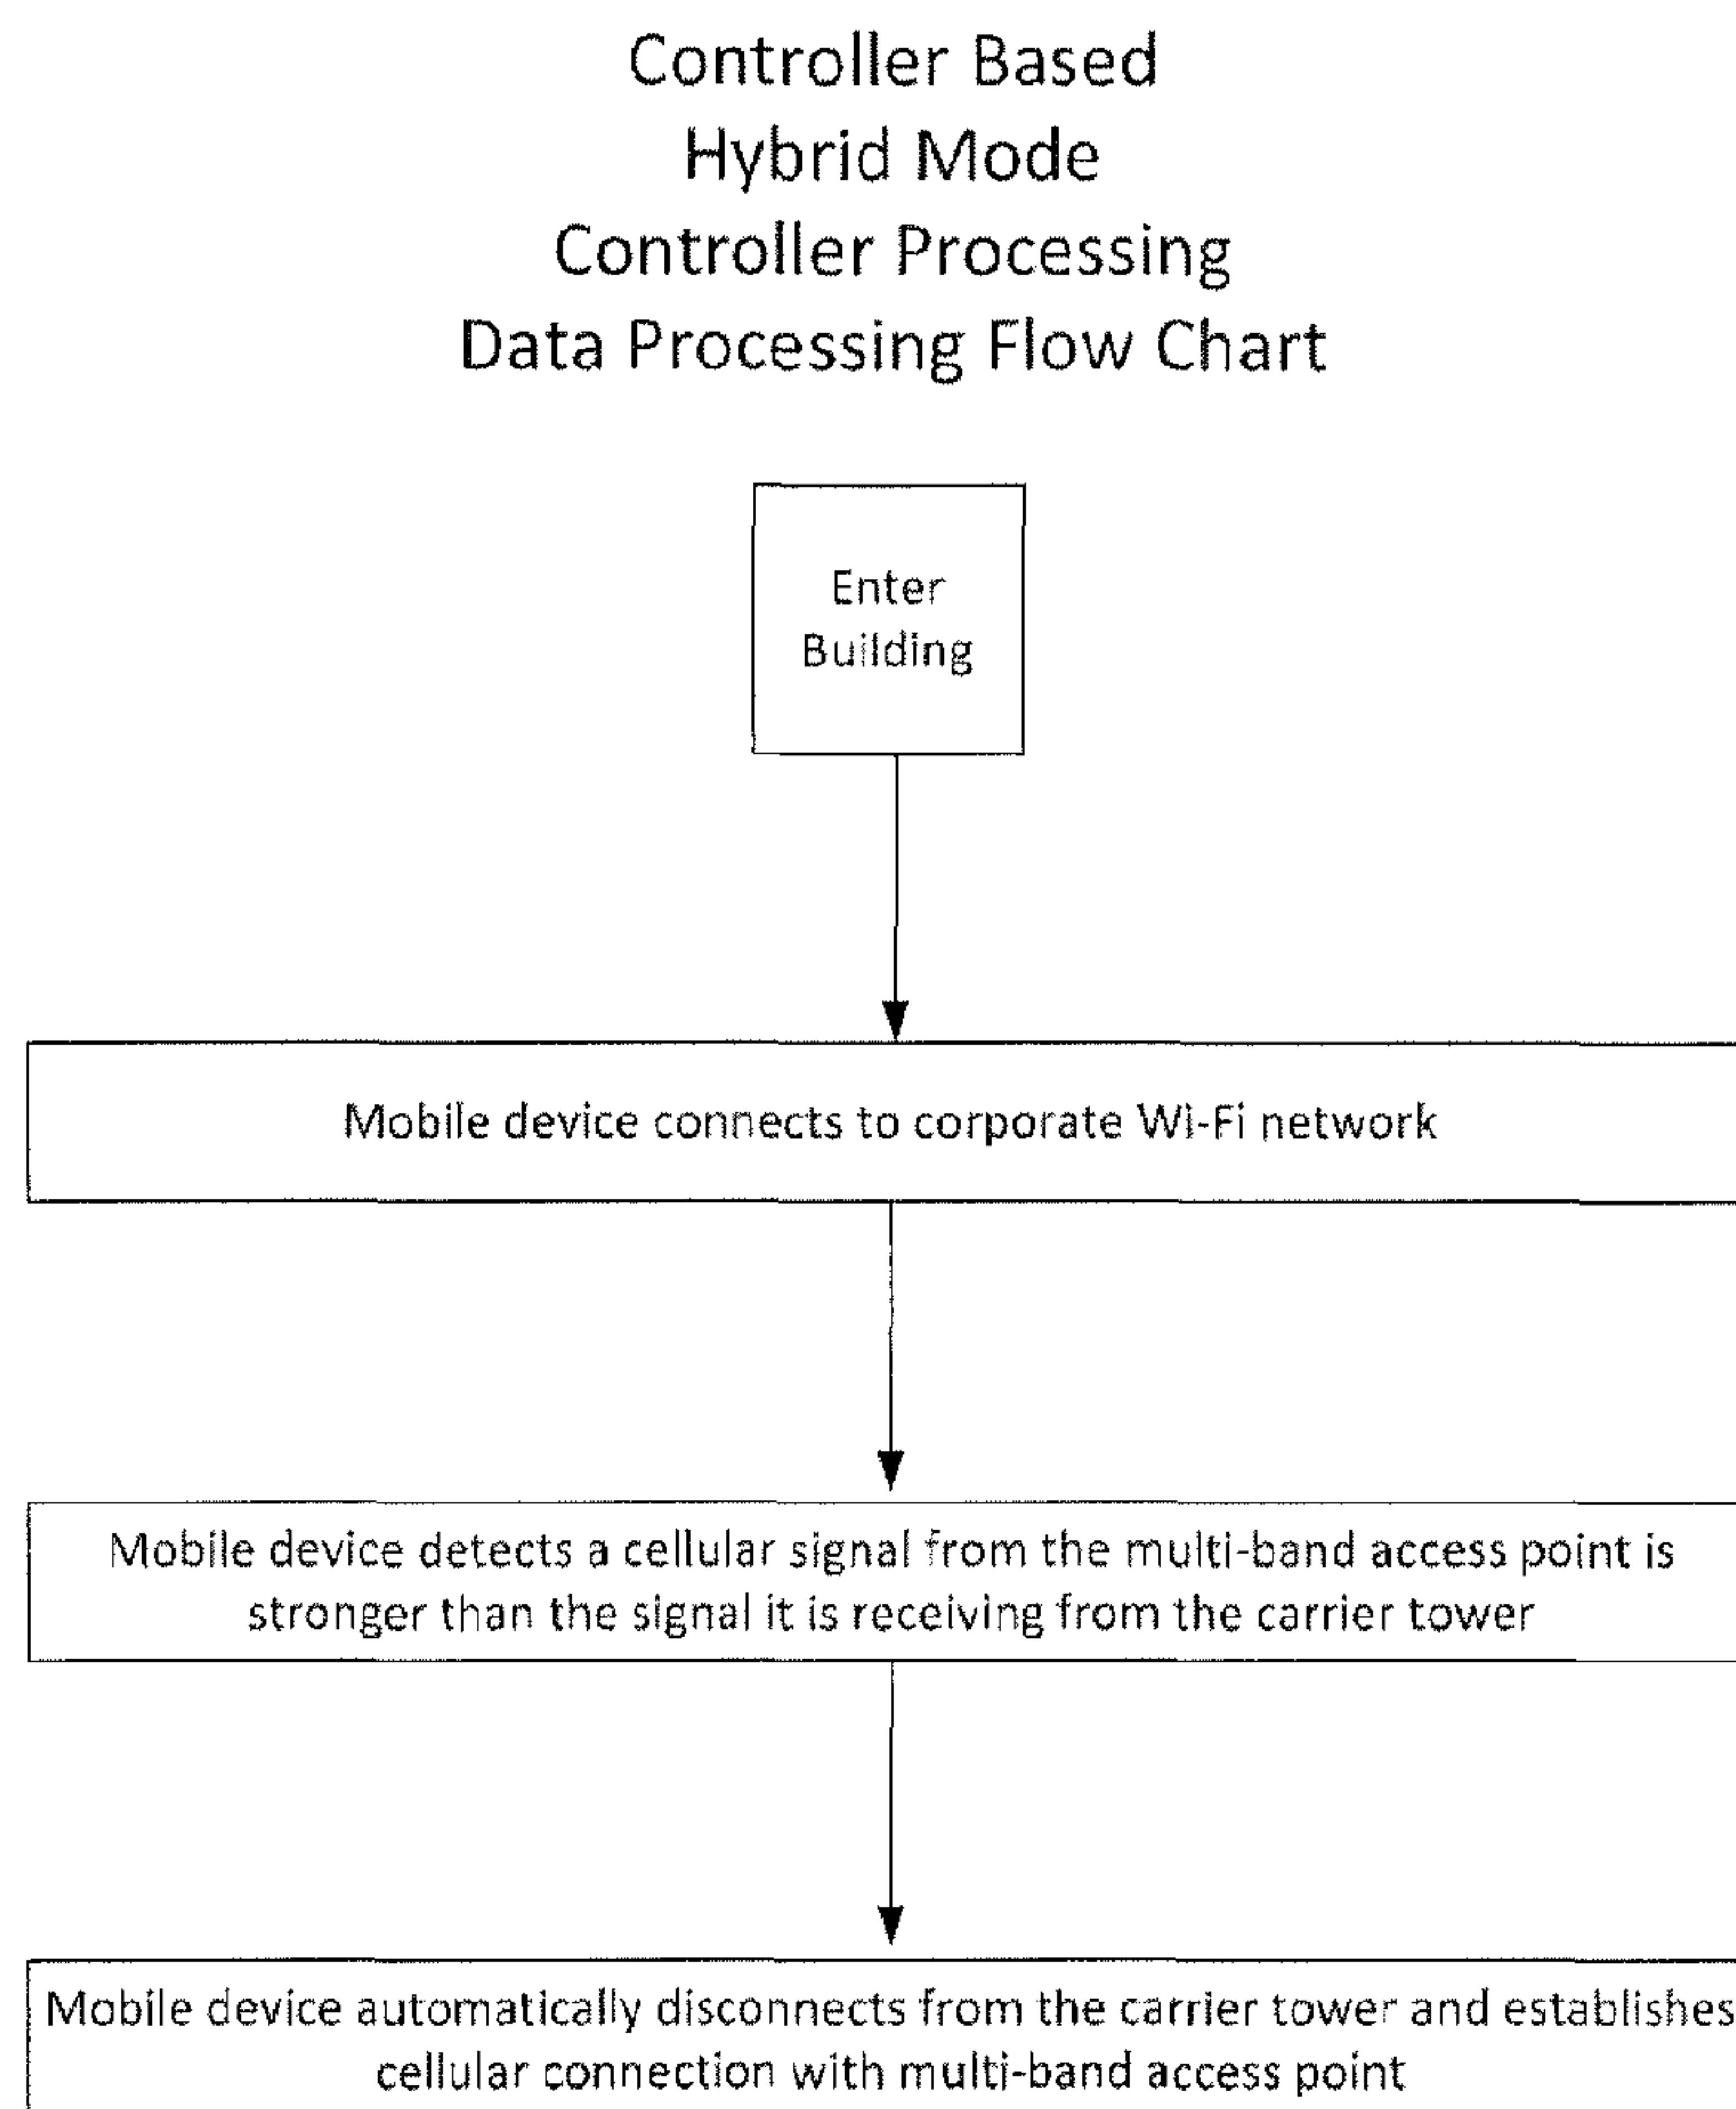 Controller Based
Hybrid Mode
Controller Processing
Data Processing Flow Chart
Enter
Building
Mobile device connects to corporate Wi-Fi network
Mobile device detects a cellular signal from the multi-band access point is
stronger than the signal it is receiving from the carrier tower
Mobile device automatically disconnects from the carrier tower and establishes
cellular connection with multi-band access point